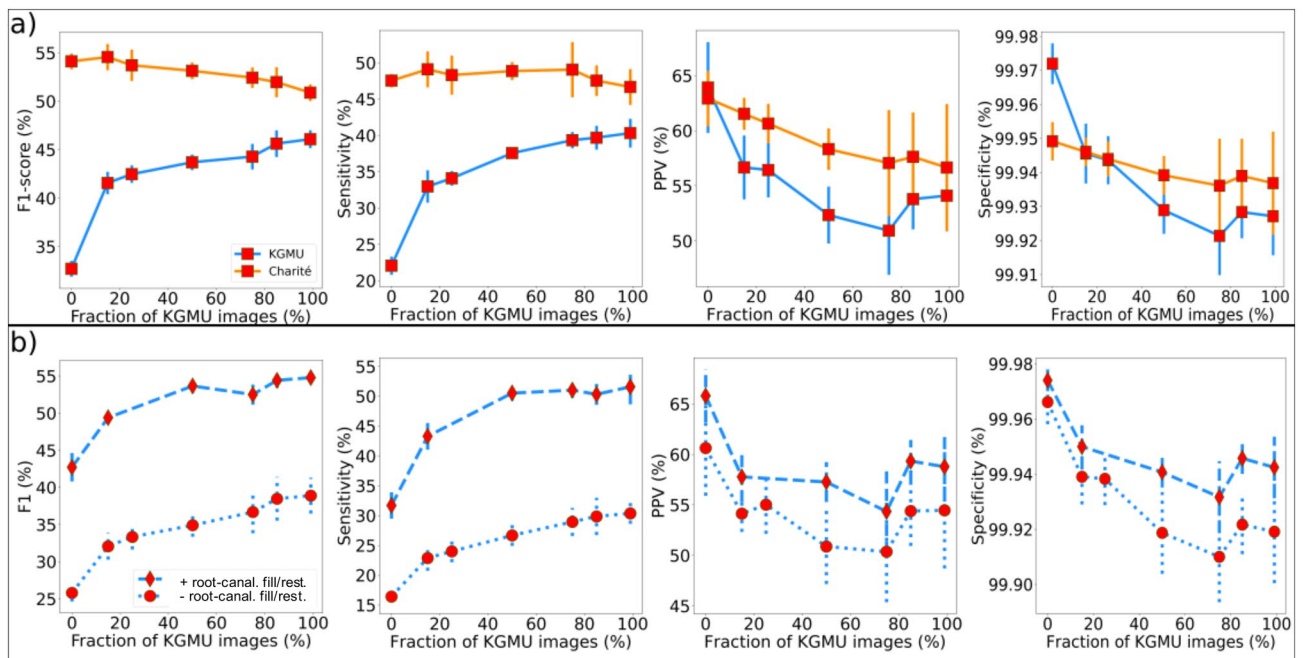 a)
F1-score (%)
55
50
45
40
35
0 20 40 60 80 100
Fraction of KGMU images (%)
KGMU
Charité
Sensitivity (%)
50
45
40
35
30
25
20
0 20 40 60 80 100
Fraction of KGMU images (%)
PPV (%)
65
60
55
50
0 20 40 60 80 100
Fraction of KGMU images (%)
Specificity (%)
99.98
99.97
99.96
99.95
99.94
99.93
99.92
99.91
0 20 40 60 80 100
Fraction of KGMU images (%)
b)
F1 (%)
55
50
45
40
35
30
25
0 20 40 60 80 100
Fraction of KGMU images (%)
+ root-canal. fill/rest.
- root-canal. fill/rest.
Sensitivity (%)
55
50
45
40
35
30
25
20
15
0 20 40 60 80 100
Fraction of KGMU images (%)
PPV (%)
65
60
55
50
45
0 20 40 60 80 100
Fraction of KGMU images (%)
Specificity (%)
99.98
99.96
99.94
99.92
99.90
0 20 40 60 80 100
Fraction of KGMU images (%)